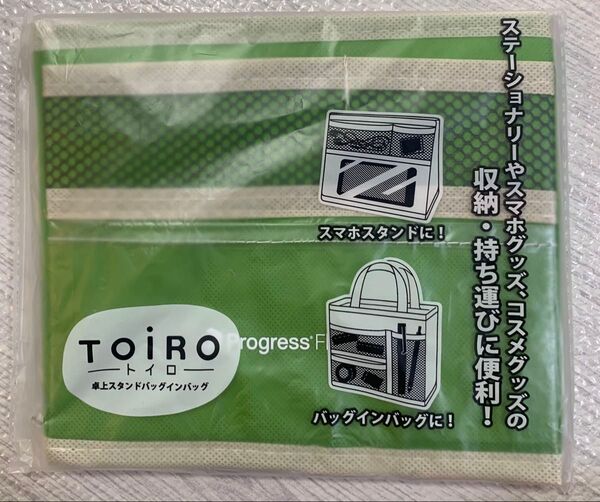 ステーショナリーやスマホグッズ、コスメグッズの
収納・持ち運びに便利！
スマホスタンドに！
バッグインバッグに！
TOiRO
トイロ
卓上スタンドバッグインバッグ
Progress F